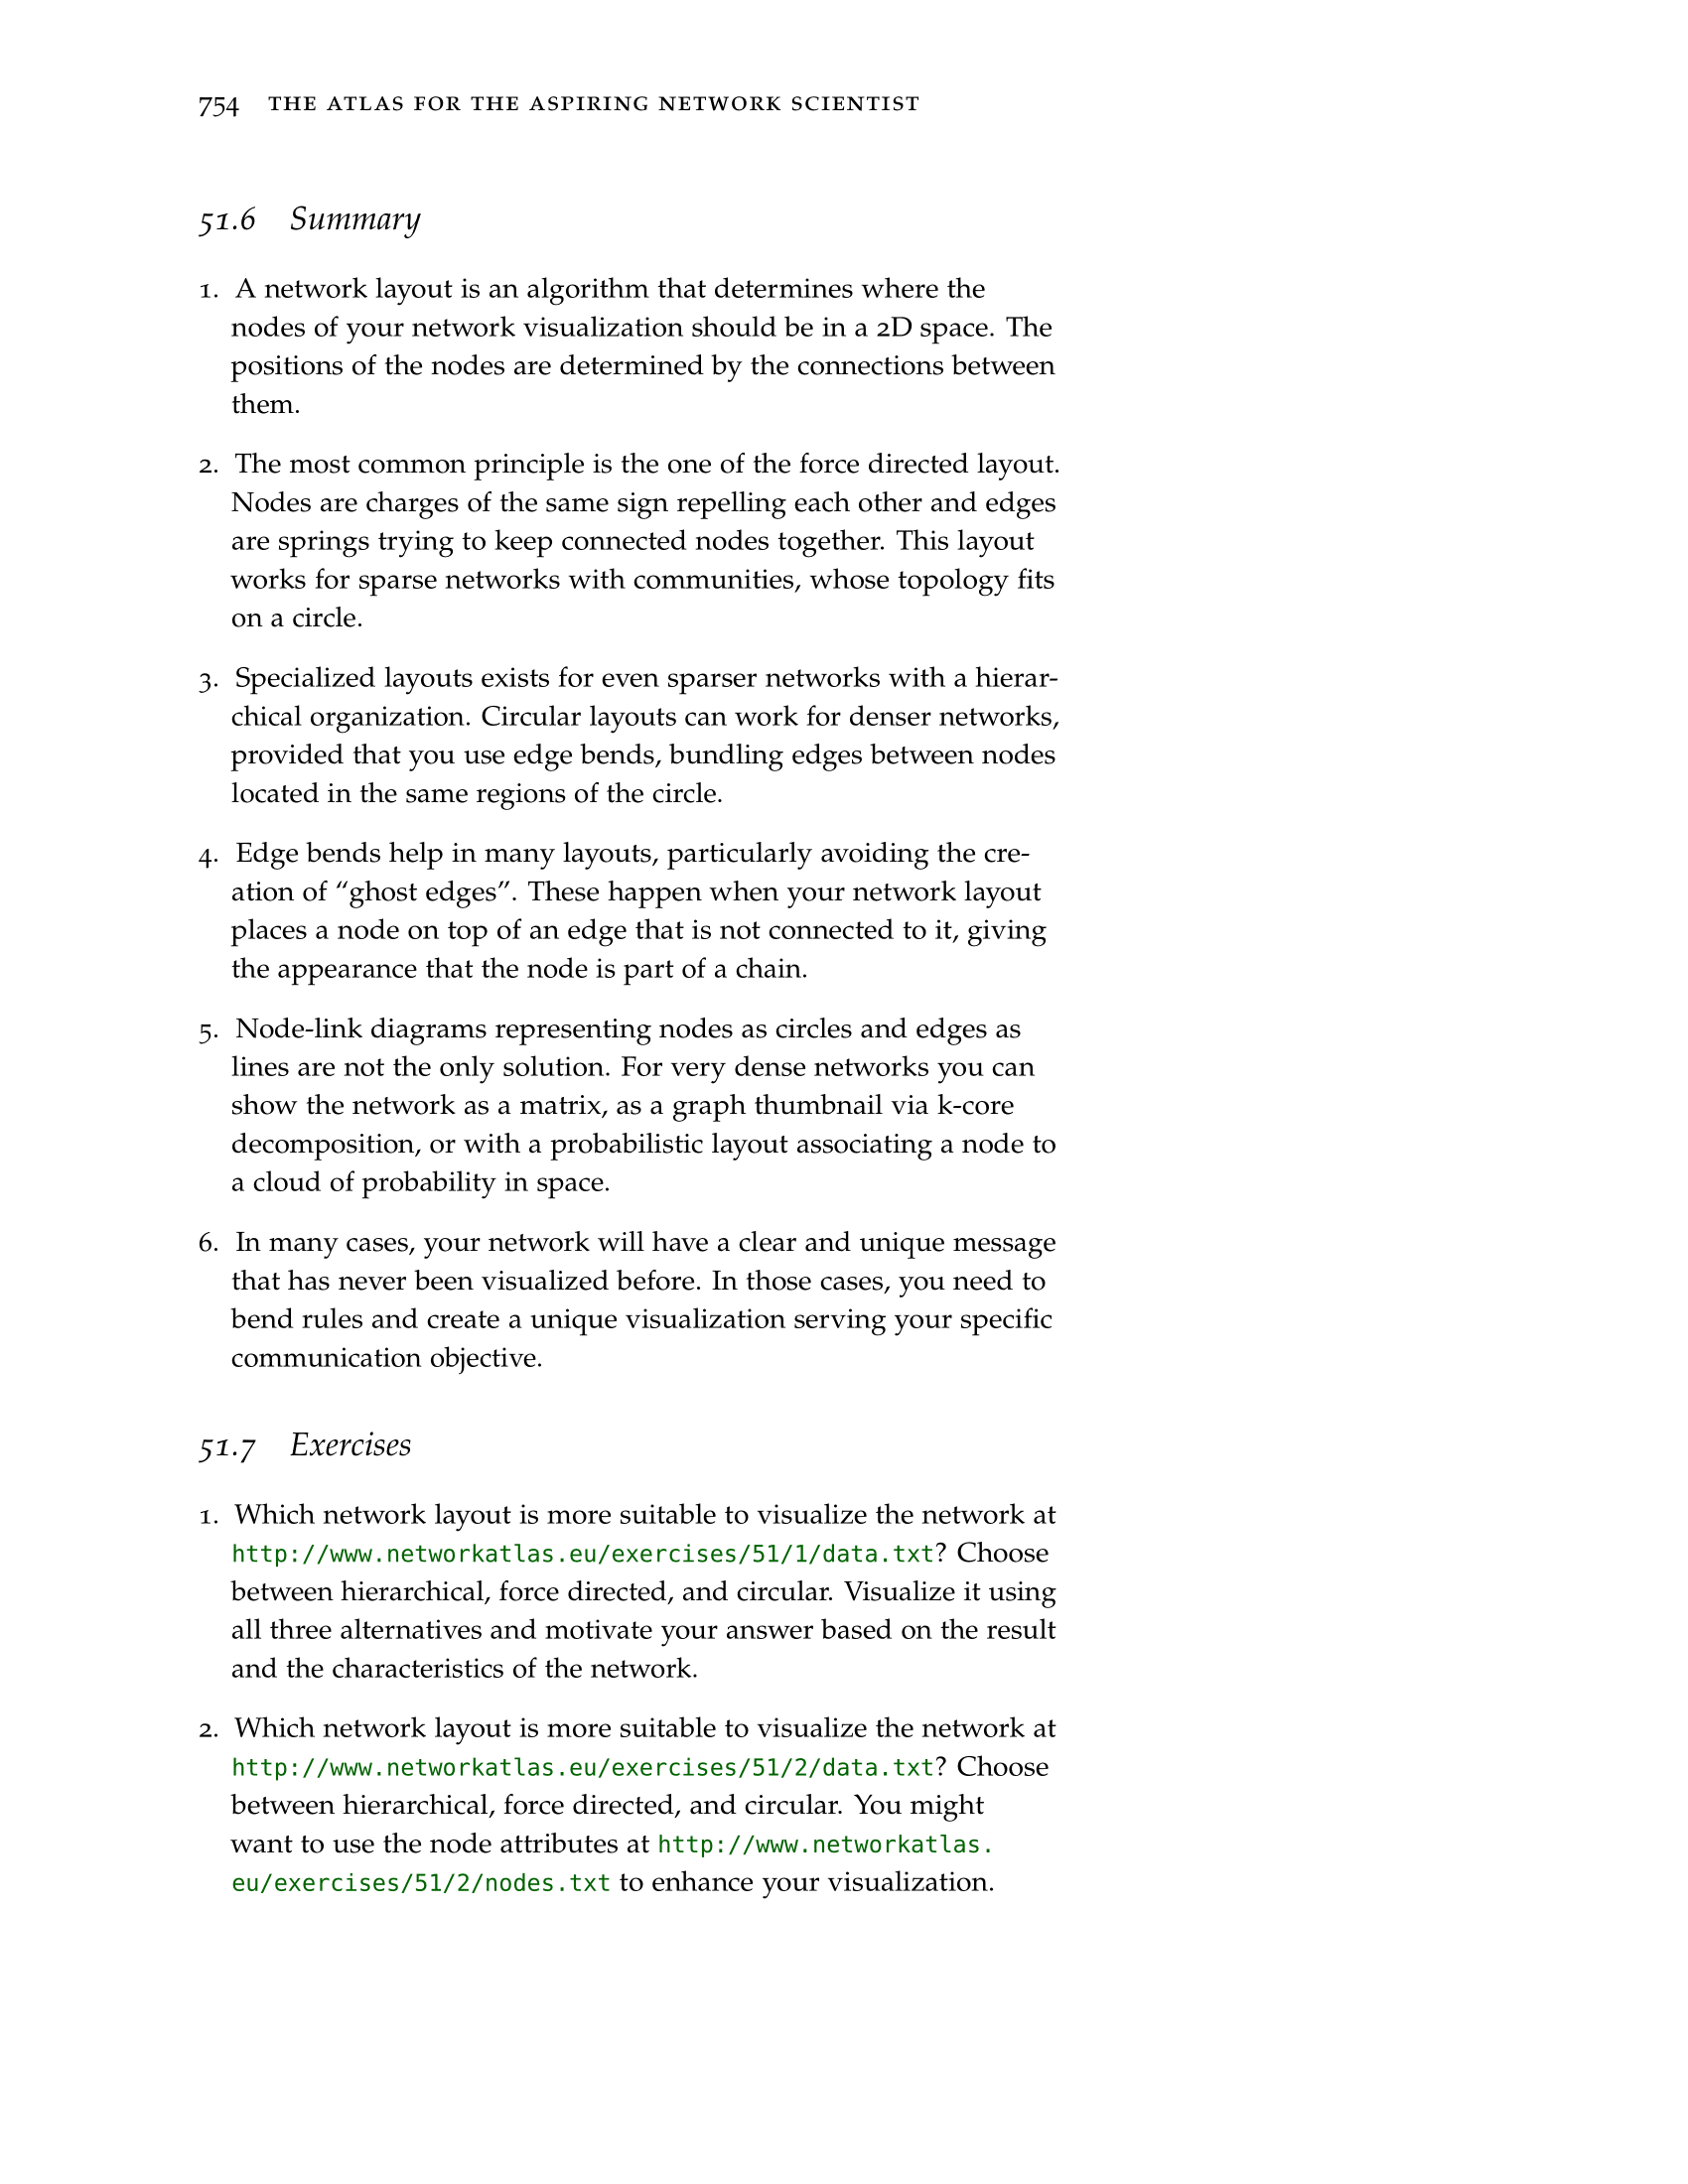 754 THE ATLAS FOR THE ASPIRING NETWORK SCIENTIST
51.6 Summary
1. A network layout is an algorithm that determines where the
nodes of your network visualization should be in a 2D space. The
positions of the nodes are determined by the connections between
them.
2. The most common principle is the one of the force directed layout.
Nodes are charges of the same sign repelling each other and edges
are springs trying to keep connected nodes together. This layout
works for sparse networks with communities, whose topology fits
on a circle.
3. Specialized layouts exists for even sparser networks with a hierar-
chical organization. Circular layouts can work for denser networks,
provided that you use edge bends, bundling edges between nodes
located in the same regions of the circle.
4. Edge bends help in many layouts, particularly avoiding the cre-
ation of “ghost edges”. These happen when your network layout
places a node on top of an edge that is not connected to it, giving
the appearance that the node is part of a chain.
5. Node-link diagrams representing nodes as circles and edges as
lines are not the only solution. For very dense networks you can
show the network as a matrix, as a graph thumbnail via k-core
decomposition, or with a probabilistic layout associating a node to
a cloud of probability in space.
6. In many cases, your network will have a clear and unique message
that has never been visualized before. In those cases, you need to
bend rules and create a unique visualization serving your specific
communication objective.
51.7 Exercises
1. Which network layout is more suitable to visualize the network at
http://www.networkatlas.eu/exercises/51/1/data.txt? Choose
between hierarchical, force directed, and circular. Visualize it using
all three alternatives and motivate your answer based on the result
and the characteristics of the network.
2. Which network layout is more suitable to visualize the network at
http://www.networkatlas.eu/exercises/51/2/data.txt? Choose
between hierarchical, force directed, and circular. You might
want to use the node attributes at http://www.networkatlas.
eu/exercises/51/2/nodes.txt to enhance your visualization.